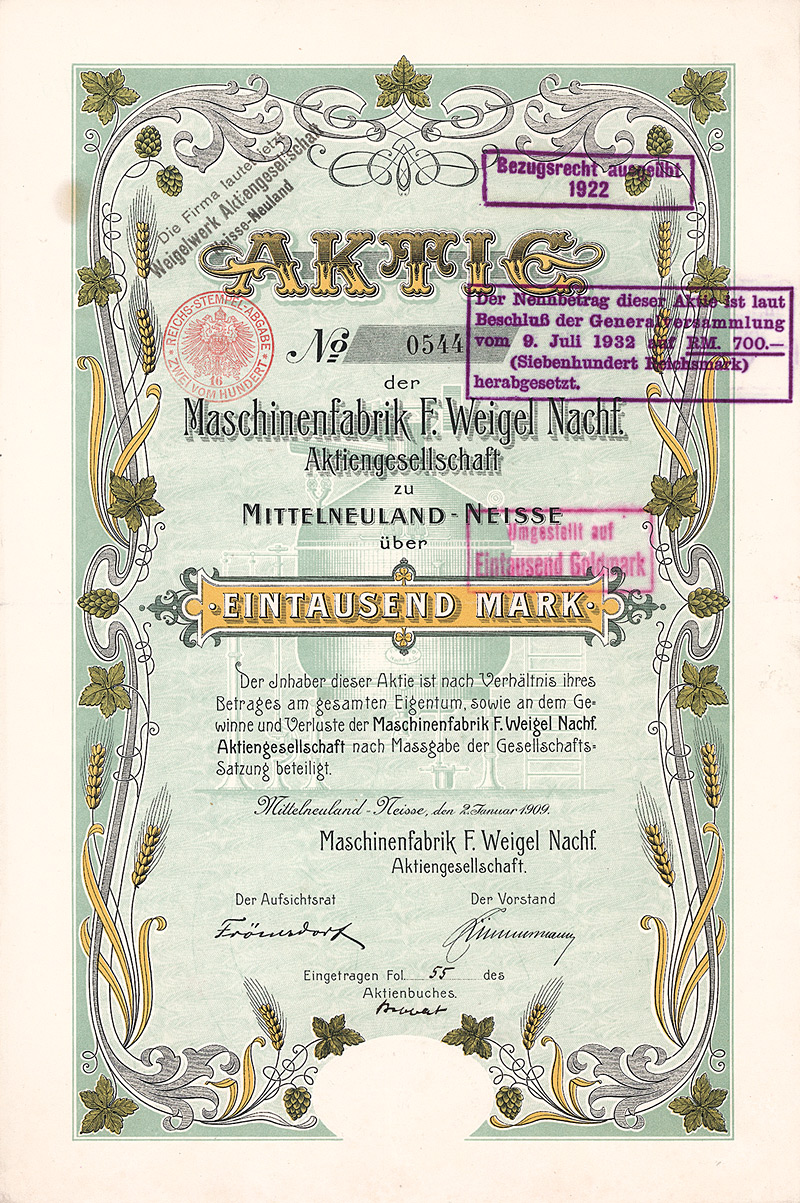 Die Firma lautet jetzt
Weigelwerk Aktiengesellschaft
Neisse-Neuland
Bezugsrecht ausgeübt
1922
AKTIE
REICHS-STEMPELABGABE
16
ZWEI VOM HUNDERT
No 0544
Der Nennbetrag dieser Aktie ist laut
Beschluß der Generalversammlung
vom 9. Juli 1932 auf RM. 700.—
(Siebenhundert Reichsmark)
herabgesetzt.
der
Maschinenfabrik F. Weigel Nachf.
Aktiengesellschaft
zu
MITTELNEULAND-NEISSE
über
Umgestellt auf
Eintausend Goldmark
EINTAUSEND MARK
Der Inhaber dieser Aktie ist nach Verhältnis ihres
Betrages am gesamten Eigentum, sowie an dem Ge=
winne und Verluste der Maschinenfabrik F. Weigel Nachf.
Aktiengesellschaft nach Massgabe der Gesellschafts=
Satzung beteiligt.
Mittelneuland-Neisse, den 2. Januar 1909.
Maschinenfabrik F. Weigel Nachf.
Aktiengesellschaft.
Der Aufsichtsrat Der Vorstand
Frömsdorf
Eingetragen Fol. 55 des
Aktienbuches.